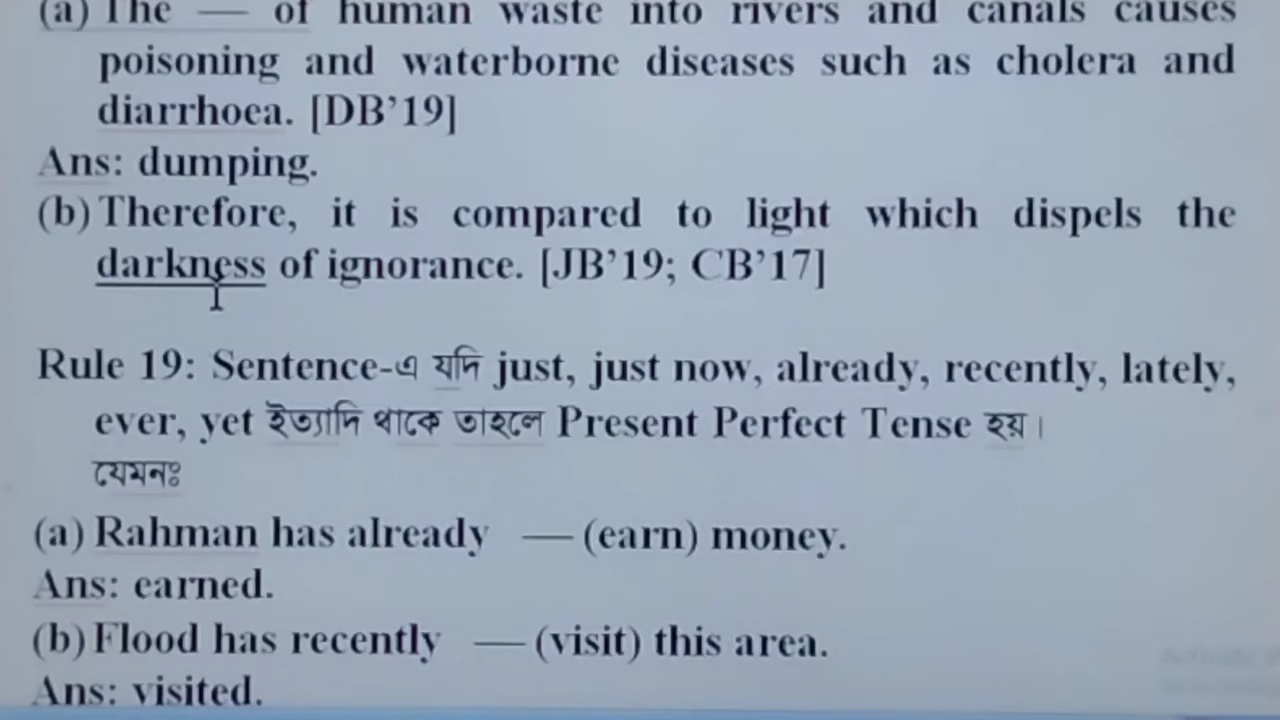 (a) The — of human waste into rivers and canals causes
poisoning and waterborne diseases such as cholera and
diarrhoea. [DB’19]
Ans: dumping.
(b) Therefore, it is compared to light which dispels the
darkness of ignorance. [JB’19; CB’17]
Rule 19: Sentence-এ যদি just, just now, already, recently, lately,
ever, yet ইত্যাদি থাকে তাহলে Present Perfect Tense হয়।
যেমনঃ
(a) Rahman has already — (earn) money.
Ans: earned.
(b) Flood has recently — (visit) this area.
Ans: visited.